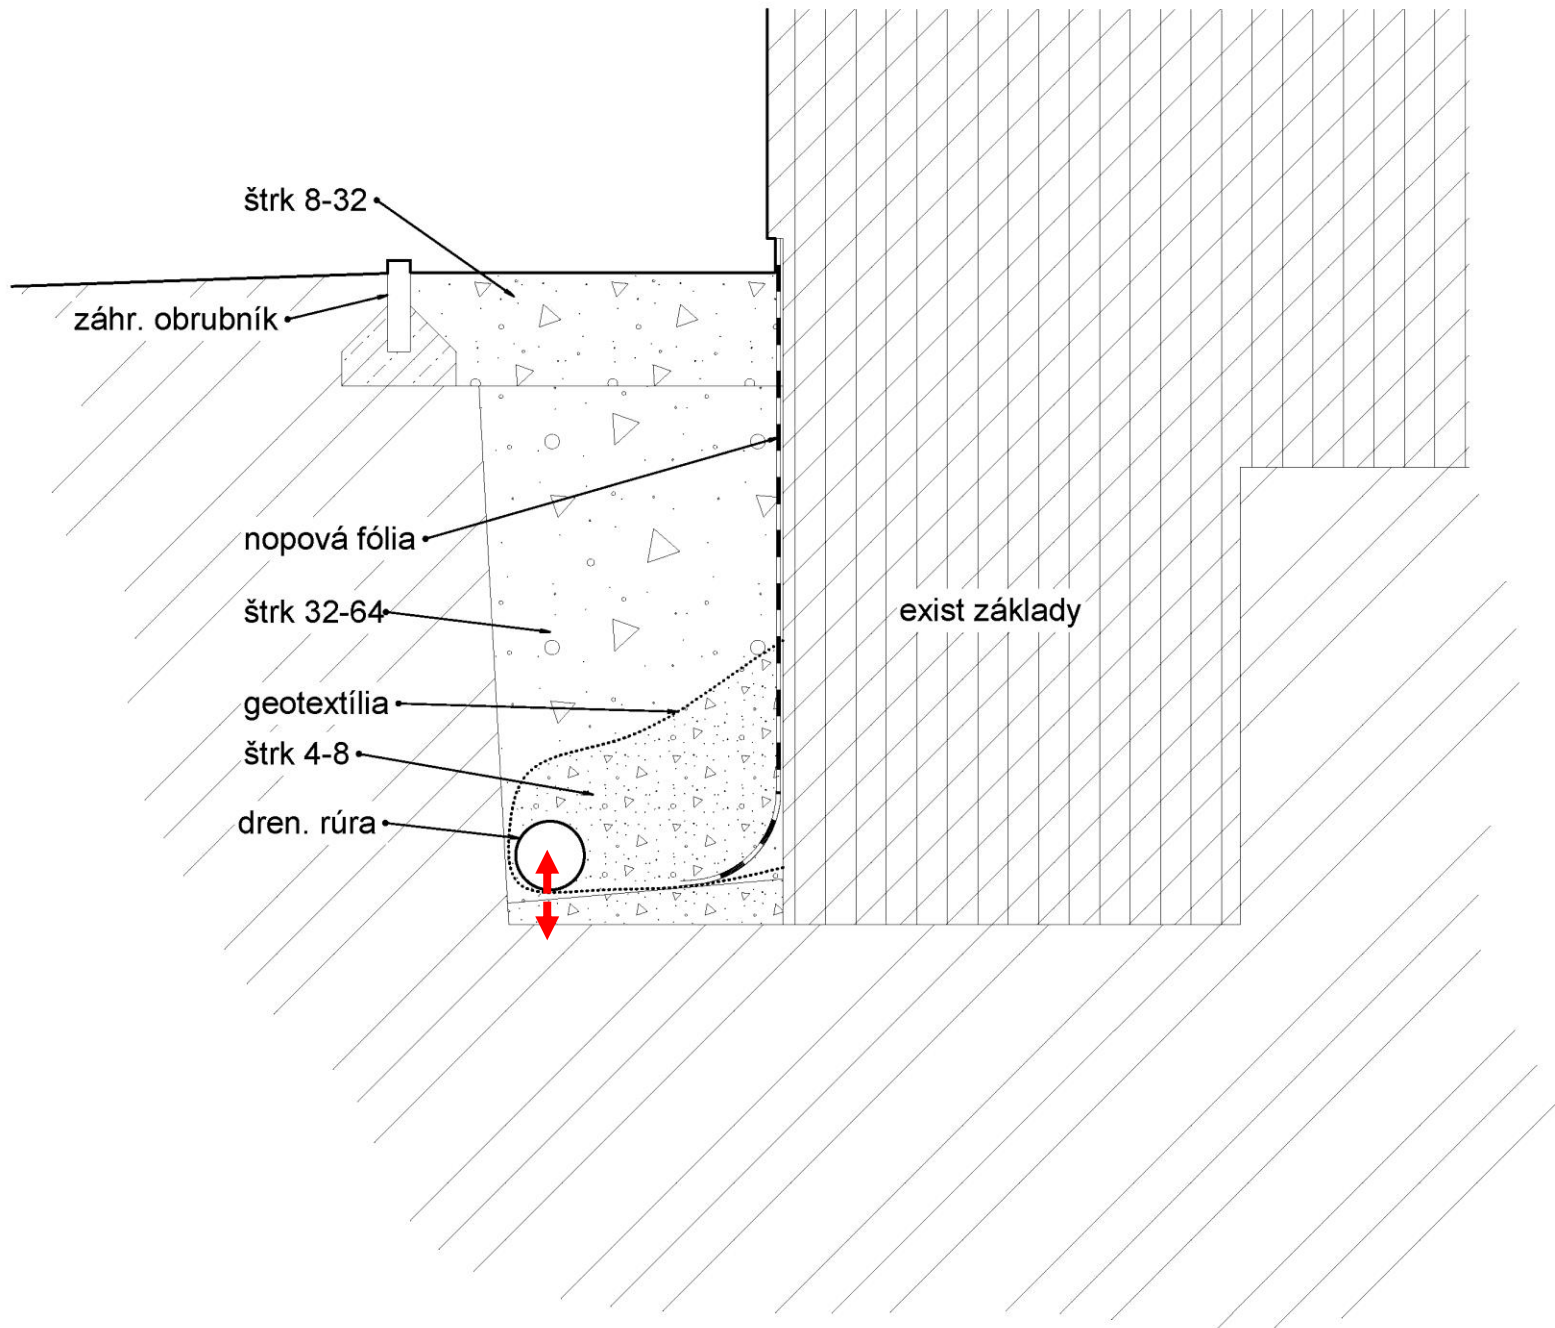 štrk 8-32
záhr. obrubník
nopová fólia
štrk 32-64
exist základy
geotextília
štrk 4-8
dren. rúra